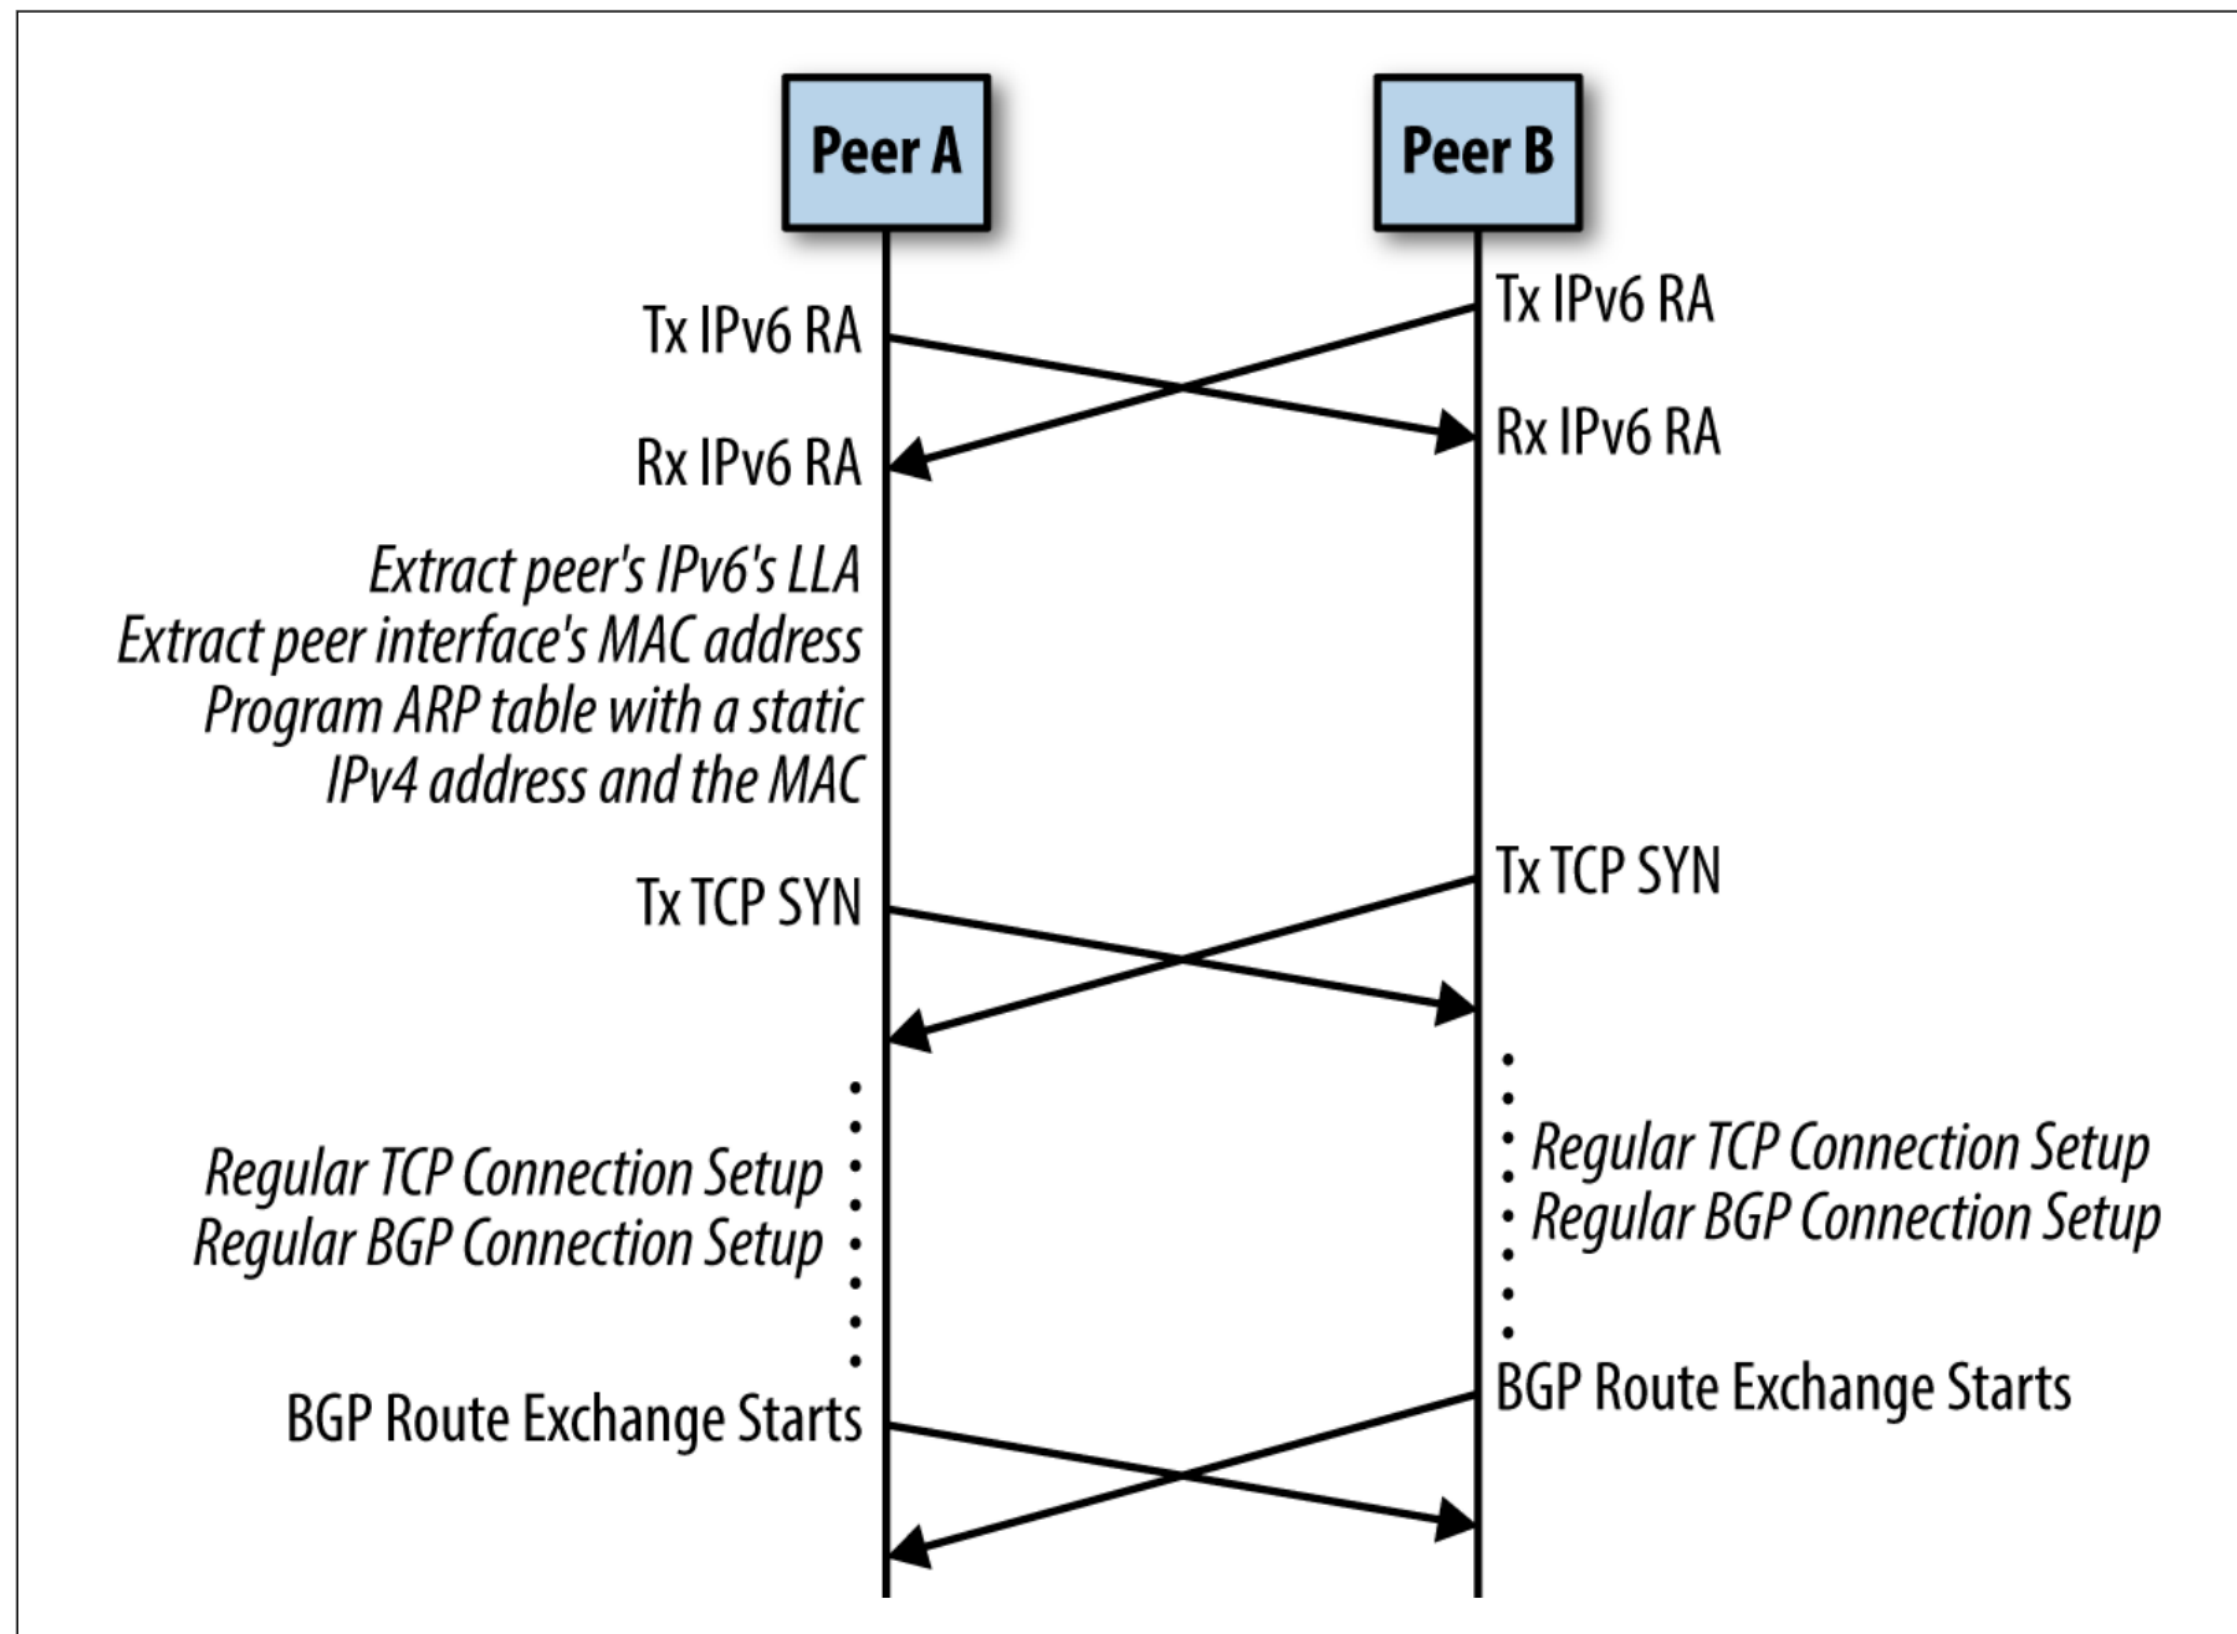 Peer A
Peer B
Tx IPv6 RA
Tx IPv6 RA
Rx IPv6 RA
Rx IPv6 RA
Extract peer's IPv6's LLA
Extract peer interface's MAC address
Program ARP table with a static
IPv4 address and the MAC
Tx TCP SYN
Tx TCP SYN
Regular TCP Connection Setup
Regular BGP Connection Setup
Regular TCP Connection Setup
Regular BGP Connection Setup
BGP Route Exchange Starts
BGP Route Exchange Starts